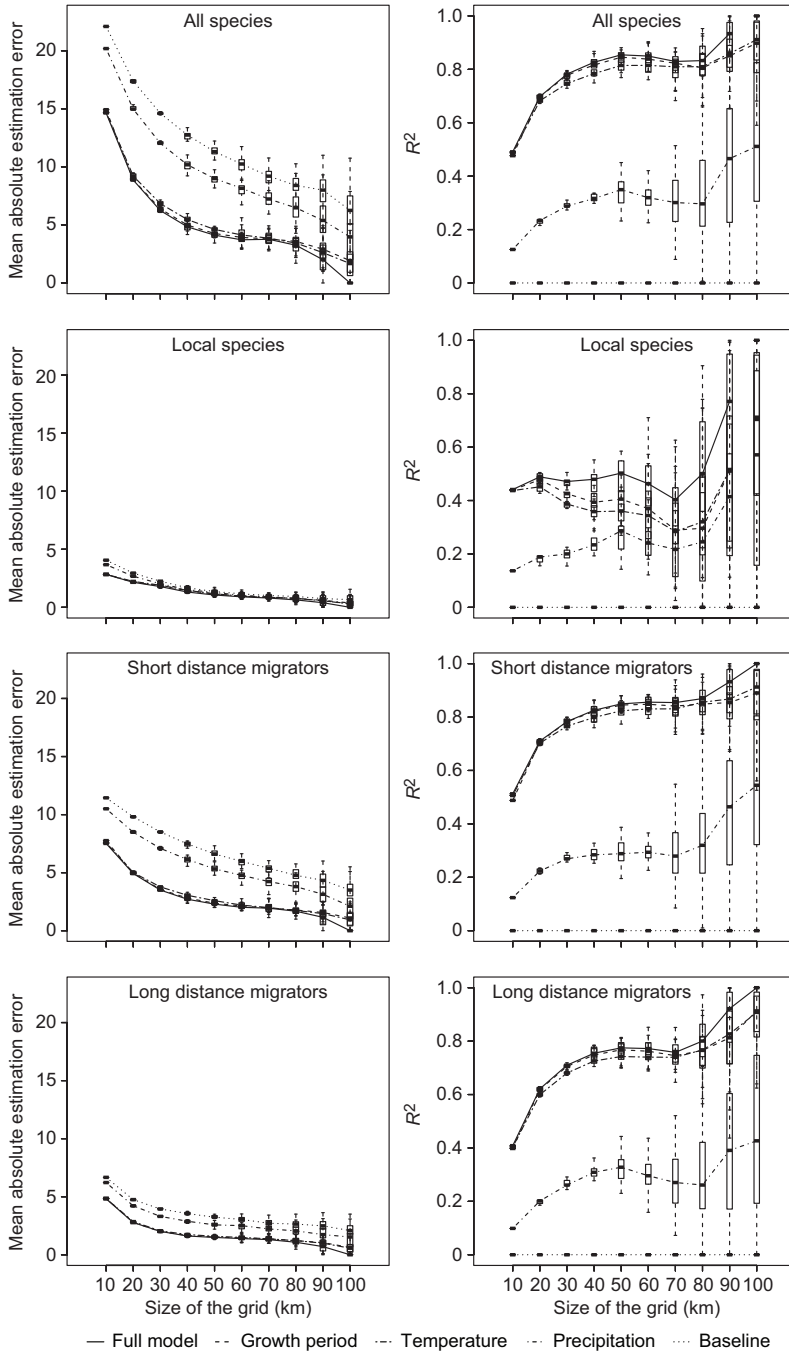 All species
Mean absolute estimation error
20
15
10
5
0
All species
R²
1.0
0.8
0.6
0.4
0.2
0
Local species
Mean absolute estimation error
20
15
10
5
0
Local species
R²
1.0
0.8
0.6
0.4
0.2
0
Short distance migrators
Mean absolute estimation error
20
15
10
5
0
Short distance migrators
R²
1.0
0.8
0.6
0.4
0.2
0
Long distance migrators
Mean absolute estimation error
20
15
10
5
0
10 20 30 40 50 60 70 80 90 100
Size of the grid (km)
Long distance migrators
R²
1.0
0.8
0.6
0.4
0.2
0
10 20 30 40 50 60 70 80 90 100
Size of the grid (km)
Full model Growth period Temperature Precipitation Baseline